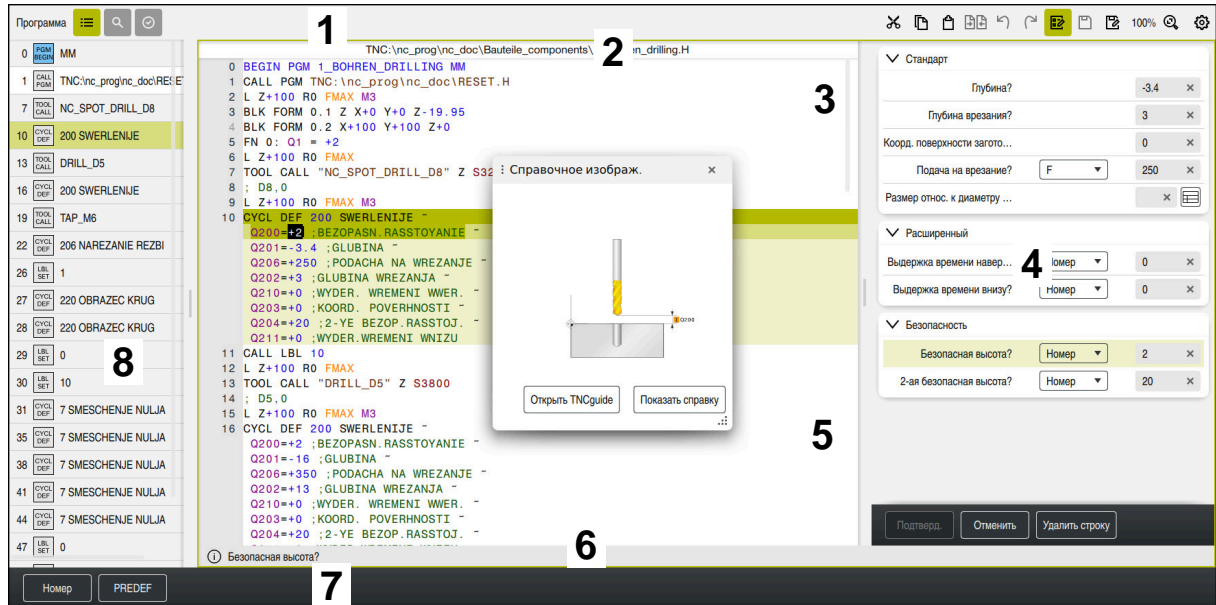 Программа
1
100%
0 PGM BEGIN MM
1 CALL PGM TNC:\nc_prog\nc_doc\RESET
7 TOOL CALL NC_SPOT_DRILL_D8
10 CYCL DEF 200 SWERLENIJE
13 TOOL CALL DRILL_D5
16 CYCL DEF 200 SWERLENIJE
19 TOOL CALL TAP_M6
22 CYCL DEF 206 NAREZANIE REZBI
26 LBL SET 1
27 CYCL DEF 220 OBRAZEC KRUG
28 CYCL DEF 220 OBRAZEC KRUG
29 LBL SET 0
8
30 LBL SET 10
31 CYCL DEF 7 SMESCHENJE NULJA
35 CYCL DEF 7 SMESCHENJE NULJA
38 CYCL DEF 7 SMESCHENJE NULJA
41 CYCL DEF 7 SMESCHENJE NULJA
44 CYCL DEF 7 SMESCHENJE NULJA
47 LBL SET 0
TNC:\nc_prog\nc_doc\Bauteile_components\ 2 en_drilling.H
0 BEGIN PGM 1_BOHREN_DRILLING MM
1 CALL PGM TNC:\nc_prog\nc_doc\RESET.H
2 L Z+100 R0 FMAX M3
3 BLK FORM 0.1 Z X+0 Y+0 Z-19.95
4 BLK FORM 0.2 X+100 Y+100 Z+0
5 FN 0: Q1 = +2
6 L Z+100 R0 FMAX
7 TOOL CALL "NC_SPOT_DRILL_D8" Z S32
8 ; D8,0
9 L Z+100 R0 FMAX M3
10 CYCL DEF 200 SWERLENIJE ~
Q200=+2 ;BEZOPASN.RASSTOYANIE ~
Q201=-3.4 ;GLUBINA ~
Q206=+250 ;PODACHA NA WREZANJE ~
Q202=+3 ;GLUBINA WREZANJA ~
Q210=+0 ;WYDER. WREMENI WWER. ~
Q203=+0 ;KOORD. POVERHNOSTI ~
Q204=+20 ;2-YE BEZOP.RASSTOJ. ~
Q211=+0 ;WYDER.WREMENI WNIZU
11 CALL LBL 10
12 L Z+100 R0 FMAX
13 TOOL CALL "DRILL_D5" Z S3800
14 ; D5,0
15 L Z+100 R0 FMAX M3
16 CYCL DEF 200 SWERLENIJE ~
Q200=+2 ;BEZOPASN.RASSTOYANIE ~
Q201=-16 ;GLUBINA ~
Q206=+350 ;PODACHA NA WREZANJE ~
Q202=+13 ;GLUBINA WREZANJA ~
Q210=+0 ;WYDER. WREMENI WWER. ~
Q203=+0 ;KOORD. POVERHNOSTI ~
Q204=+20 ;2-YE BEZOP.RASSTOJ. ~
3
5
Справочное изображ.
Q200
Открыть TNCguide
Показать справку
Стандарт
Глубина? -3.4
Глубина врезания? 3
Коорд. поверхности загото... 0
Подача на врезание? F 250
Размер относ. к диаметру ...
Расширенный
Выдержка времени навер... 4 омер 0
Выдержка времени внизу? Номер 0
Безопасность
Безопасная высота? Номер 2
2-ая безопасная высота? Номер 20
Подтверд. Отменить Удалить строку
6
Безопасная высота?
7
Номер PREDEF